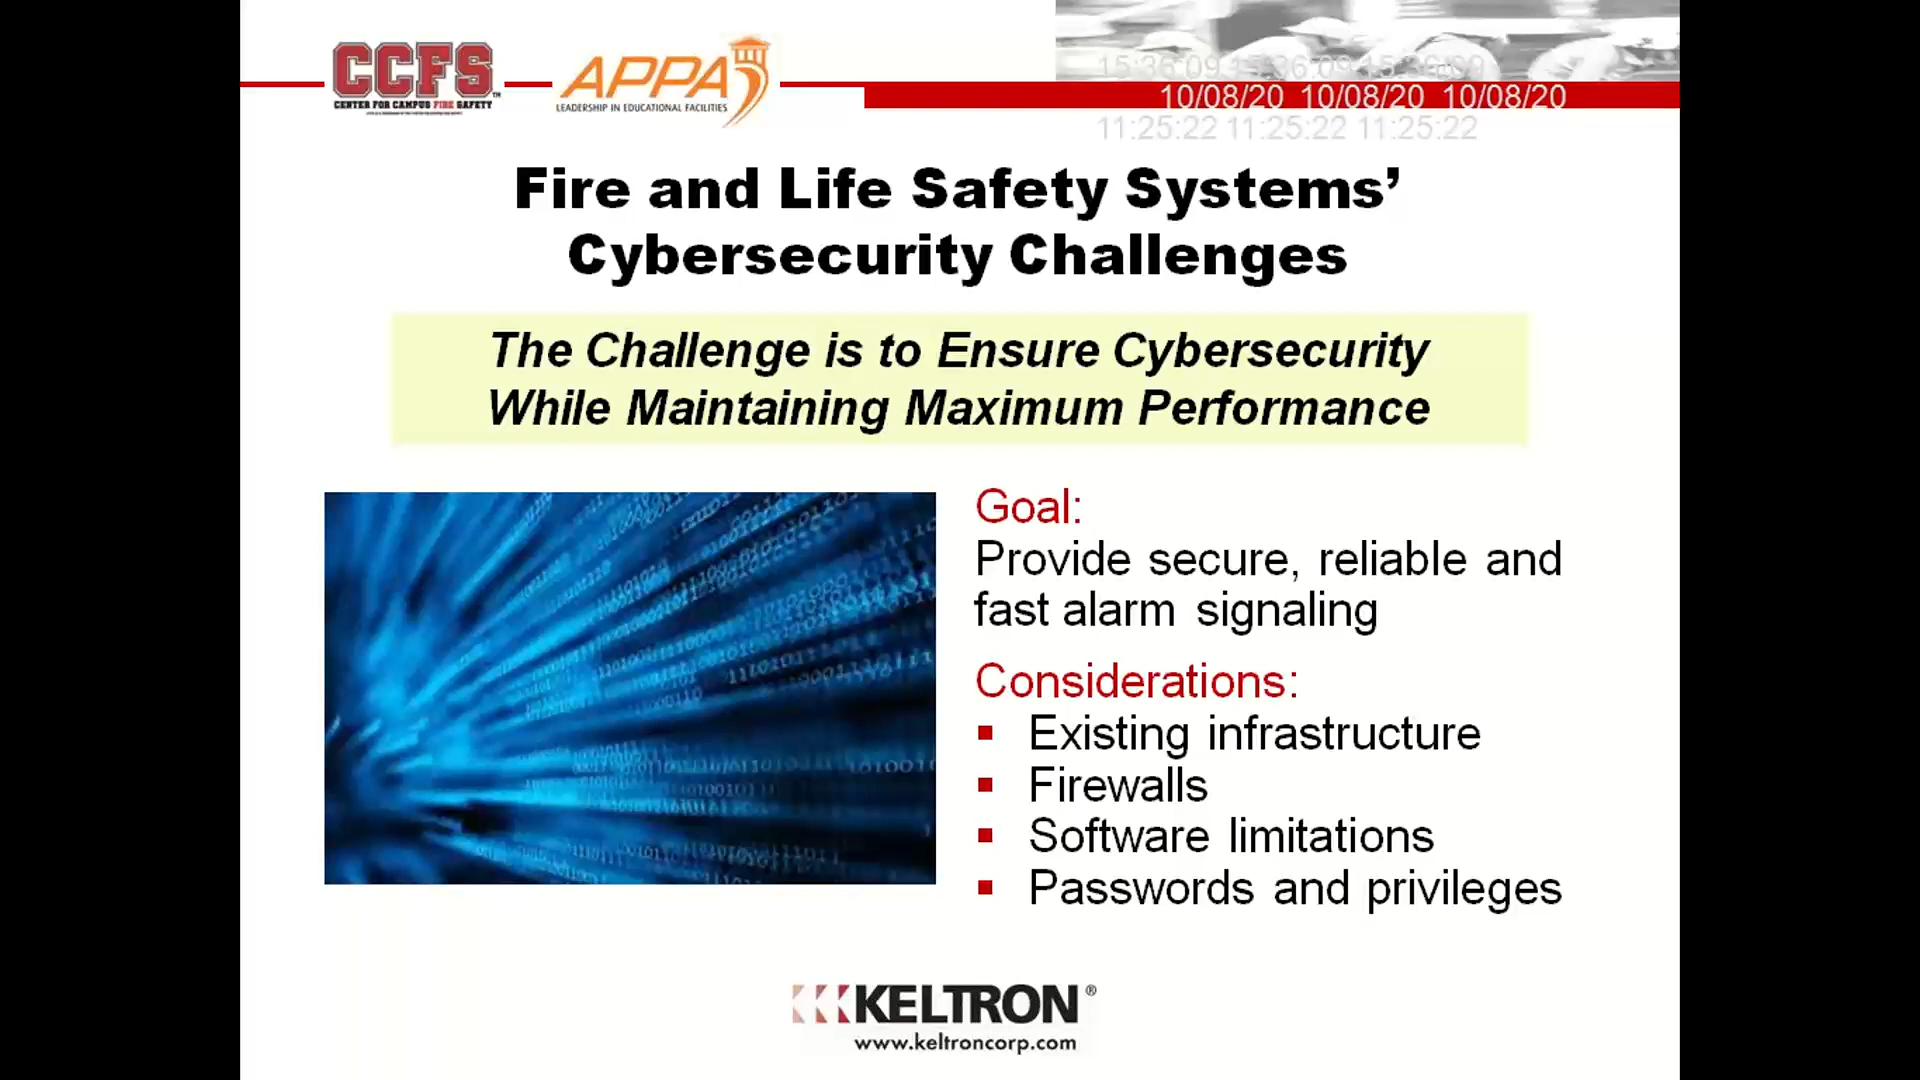 CCFS
CENTER FOR CAMPUS FIRE SAFETY
APPA
LEADERSHIP IN EDUCATIONAL FACILITIES
10/08/20 10/08/20 10/08/20
11:25:22 11:25:22 11:25:22
Fire and Life Safety Systems’
Cybersecurity Challenges
The Challenge is to Ensure Cybersecurity
While Maintaining Maximum Performance
Goal:
Provide secure, reliable and
fast alarm signaling
Considerations:
▪ Existing infrastructure
▪ Firewalls
▪ Software limitations
▪ Passwords and privileges
KELTRON®
www.keltroncorp.com